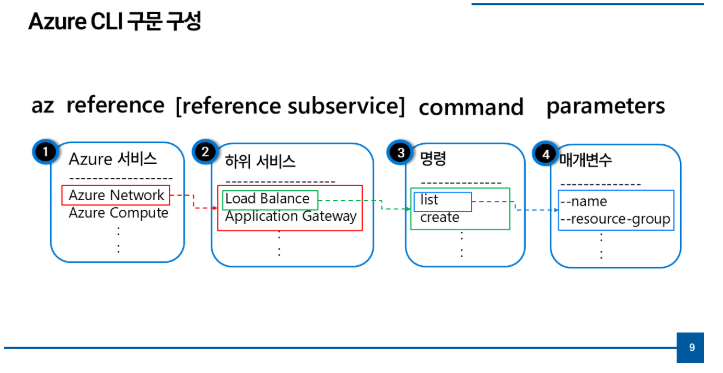 Azure CLI 구문 구성
az reference [reference subservice] command parameters
1 Azure 서비스
------------------
Azure Network
Azure Compute
:
:
2 하위 서비스
-------------------
Load Balance
Application Gateway
:
:
3 명령
--------------
list
create
:
:
4 매개변수
--------------
--name
--resource-group
:
:
9